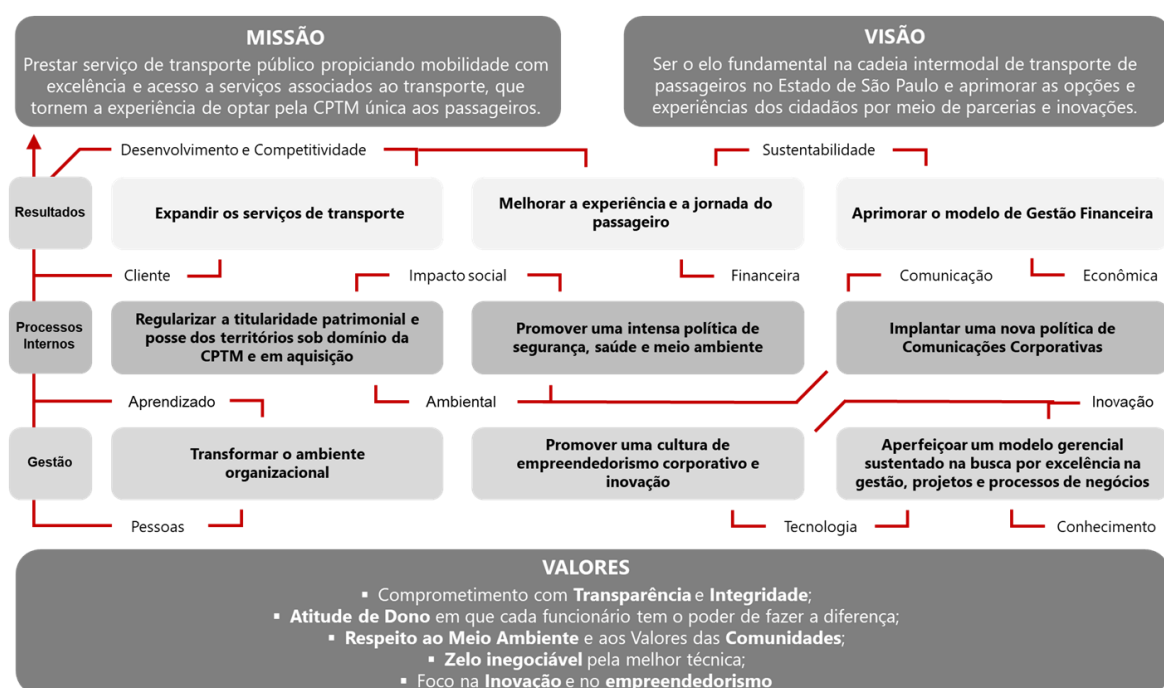 MISSÃO
Prestar serviço de transporte público propiciando mobilidade com
excelência e acesso a serviços associados ao transporte, que
tornem a experiência de optar pela CPTM única aos passageiros.
VISÃO
Ser o elo fundamental na cadeia intermodal de transporte de
passageiros no Estado de São Paulo e aprimorar as opções e
experiências dos cidadãos por meio de parcerias e inovações.
Desenvolvimento e Competitividade
Sustentabilidade
Resultados
Expandir os serviços de transporte
Melhorar a experiência e a jornada do
passageiro
Aprimorar o modelo de Gestão Financeira
Cliente
Impacto social
Financeira
Comunicação
Econômica
Processos
Internos
Regularizar a titularidade patrimonial e
posse dos territórios sob domínio da
CPTM e em aquisição
Promover uma intensa política de
segurança, saúde e meio ambiente
Implantar uma nova política de
Comunicações Corporativas
Aprendizado
Ambiental
Inovação
Gestão
Transformar o ambiente
organizacional
Promover uma cultura de
empreendedorismo corporativo e
inovação
Aperfeiçoar um modelo gerencial
sustentado na busca por excelência na
gestão, projetos e processos de negócios
Pessoas
Tecnologia
Conhecimento
VALORES
▪ Comprometimento com Transparência e Integridade;
▪ Atitude de Dono em que cada funcionário tem o poder de fazer a diferença;
▪ Respeito ao Meio Ambiente e aos Valores das Comunidades;
▪ Zelo inegociável pela melhor técnica;
▪ Foco na Inovação e no empreendedorismo